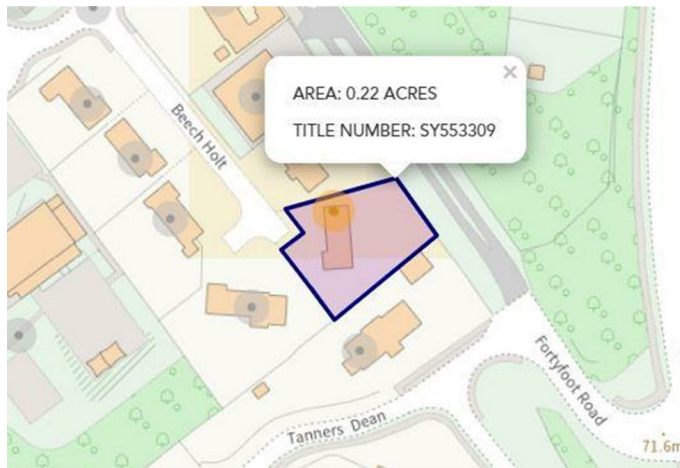 ×
AREA: 0.22 ACRES
TITLE NUMBER: SY553309
Beech Holt
Fortyfoot Road
Tanners Dean
71.6m